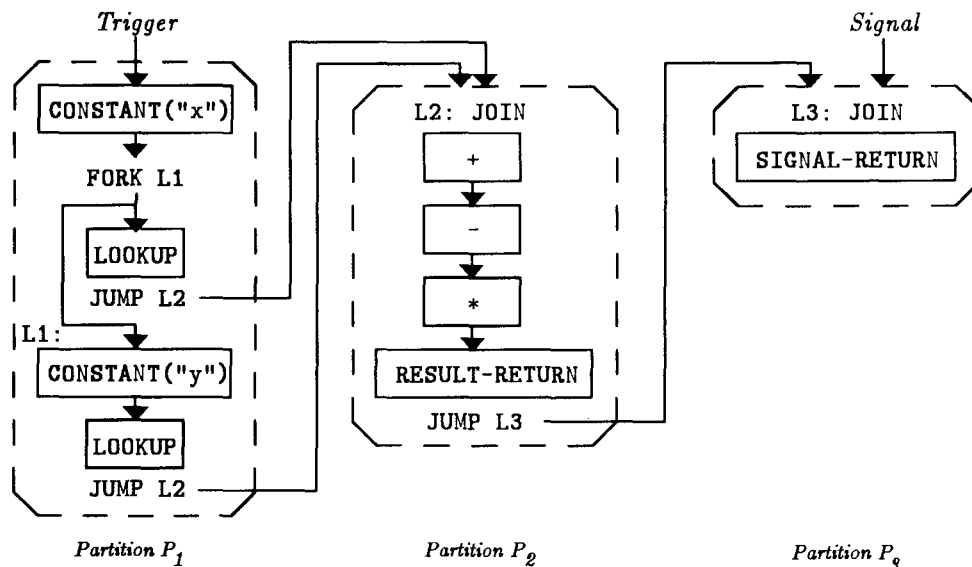 Trigger
CONSTANT("x")
FORK L1
LOOKUP
JUMP L2
L1:
CONSTANT("y")
LOOKUP
JUMP L2
Partition P1
L2: JOIN
+
-
*
RESULT-RETURN
JUMP L3
Partition P2
Signal
L3: JOIN
SIGNAL-RETURN
Partition P